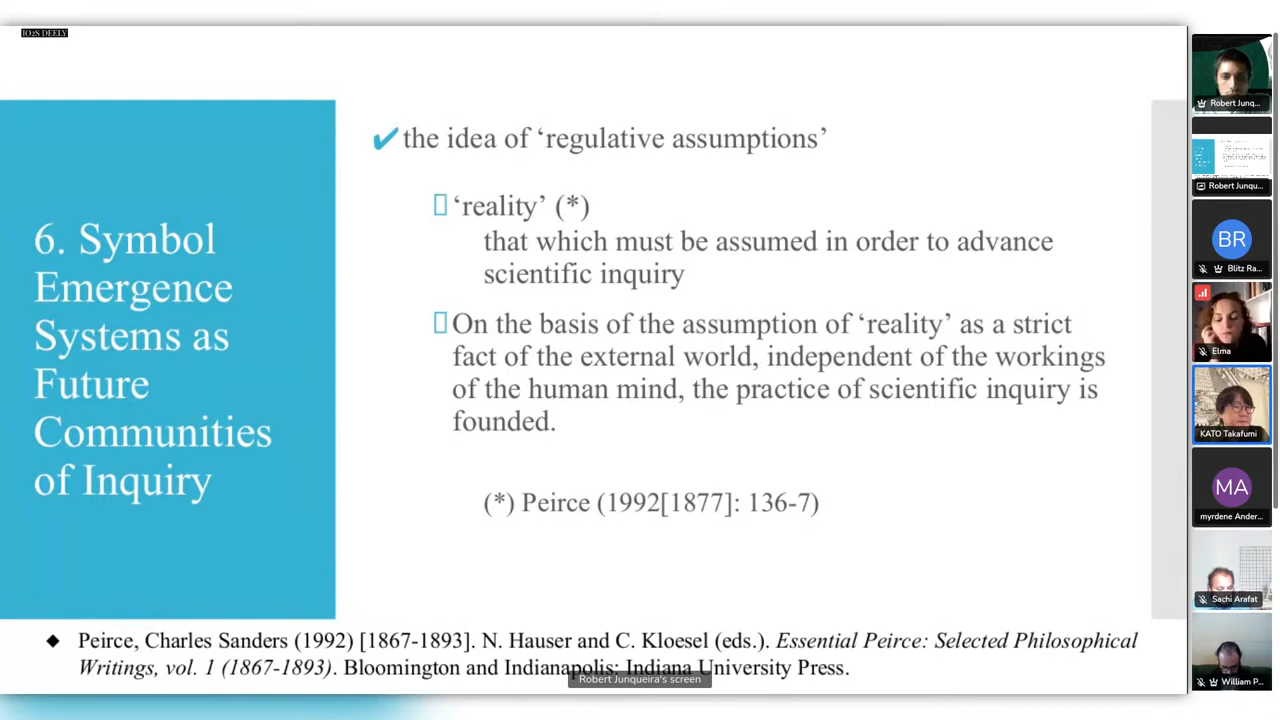 IO2S DEELY
✔ the idea of ‘regulative assumptions’
‘reality’ (*)
that which must be assumed in order to advance
scientific inquiry
On the basis of the assumption of ‘reality’ as a strict
fact of the external world, independent of the workings
of the human mind, the practice of scientific inquiry is
founded.
(*) Peirce (1992[1877]: 136-7)
6. Symbol
Emergence
Systems as
Future
Communities
of Inquiry
◆ Peirce, Charles Sanders (1992) [1867-1893]. N. Hauser and C. Kloesel (eds.). Essential Peirce: Selected Philosophical
Writings, vol. 1 (1867-1893). Bloomington and Indianapolis: Indiana University Press.
Robert Junqueira's screen
Robert Junq...
Robert Junqu...
BR
Blitz Ra...
Elma
KATO Takafumi
MA
myrdene Ander...
Sachi Arafat
William P...